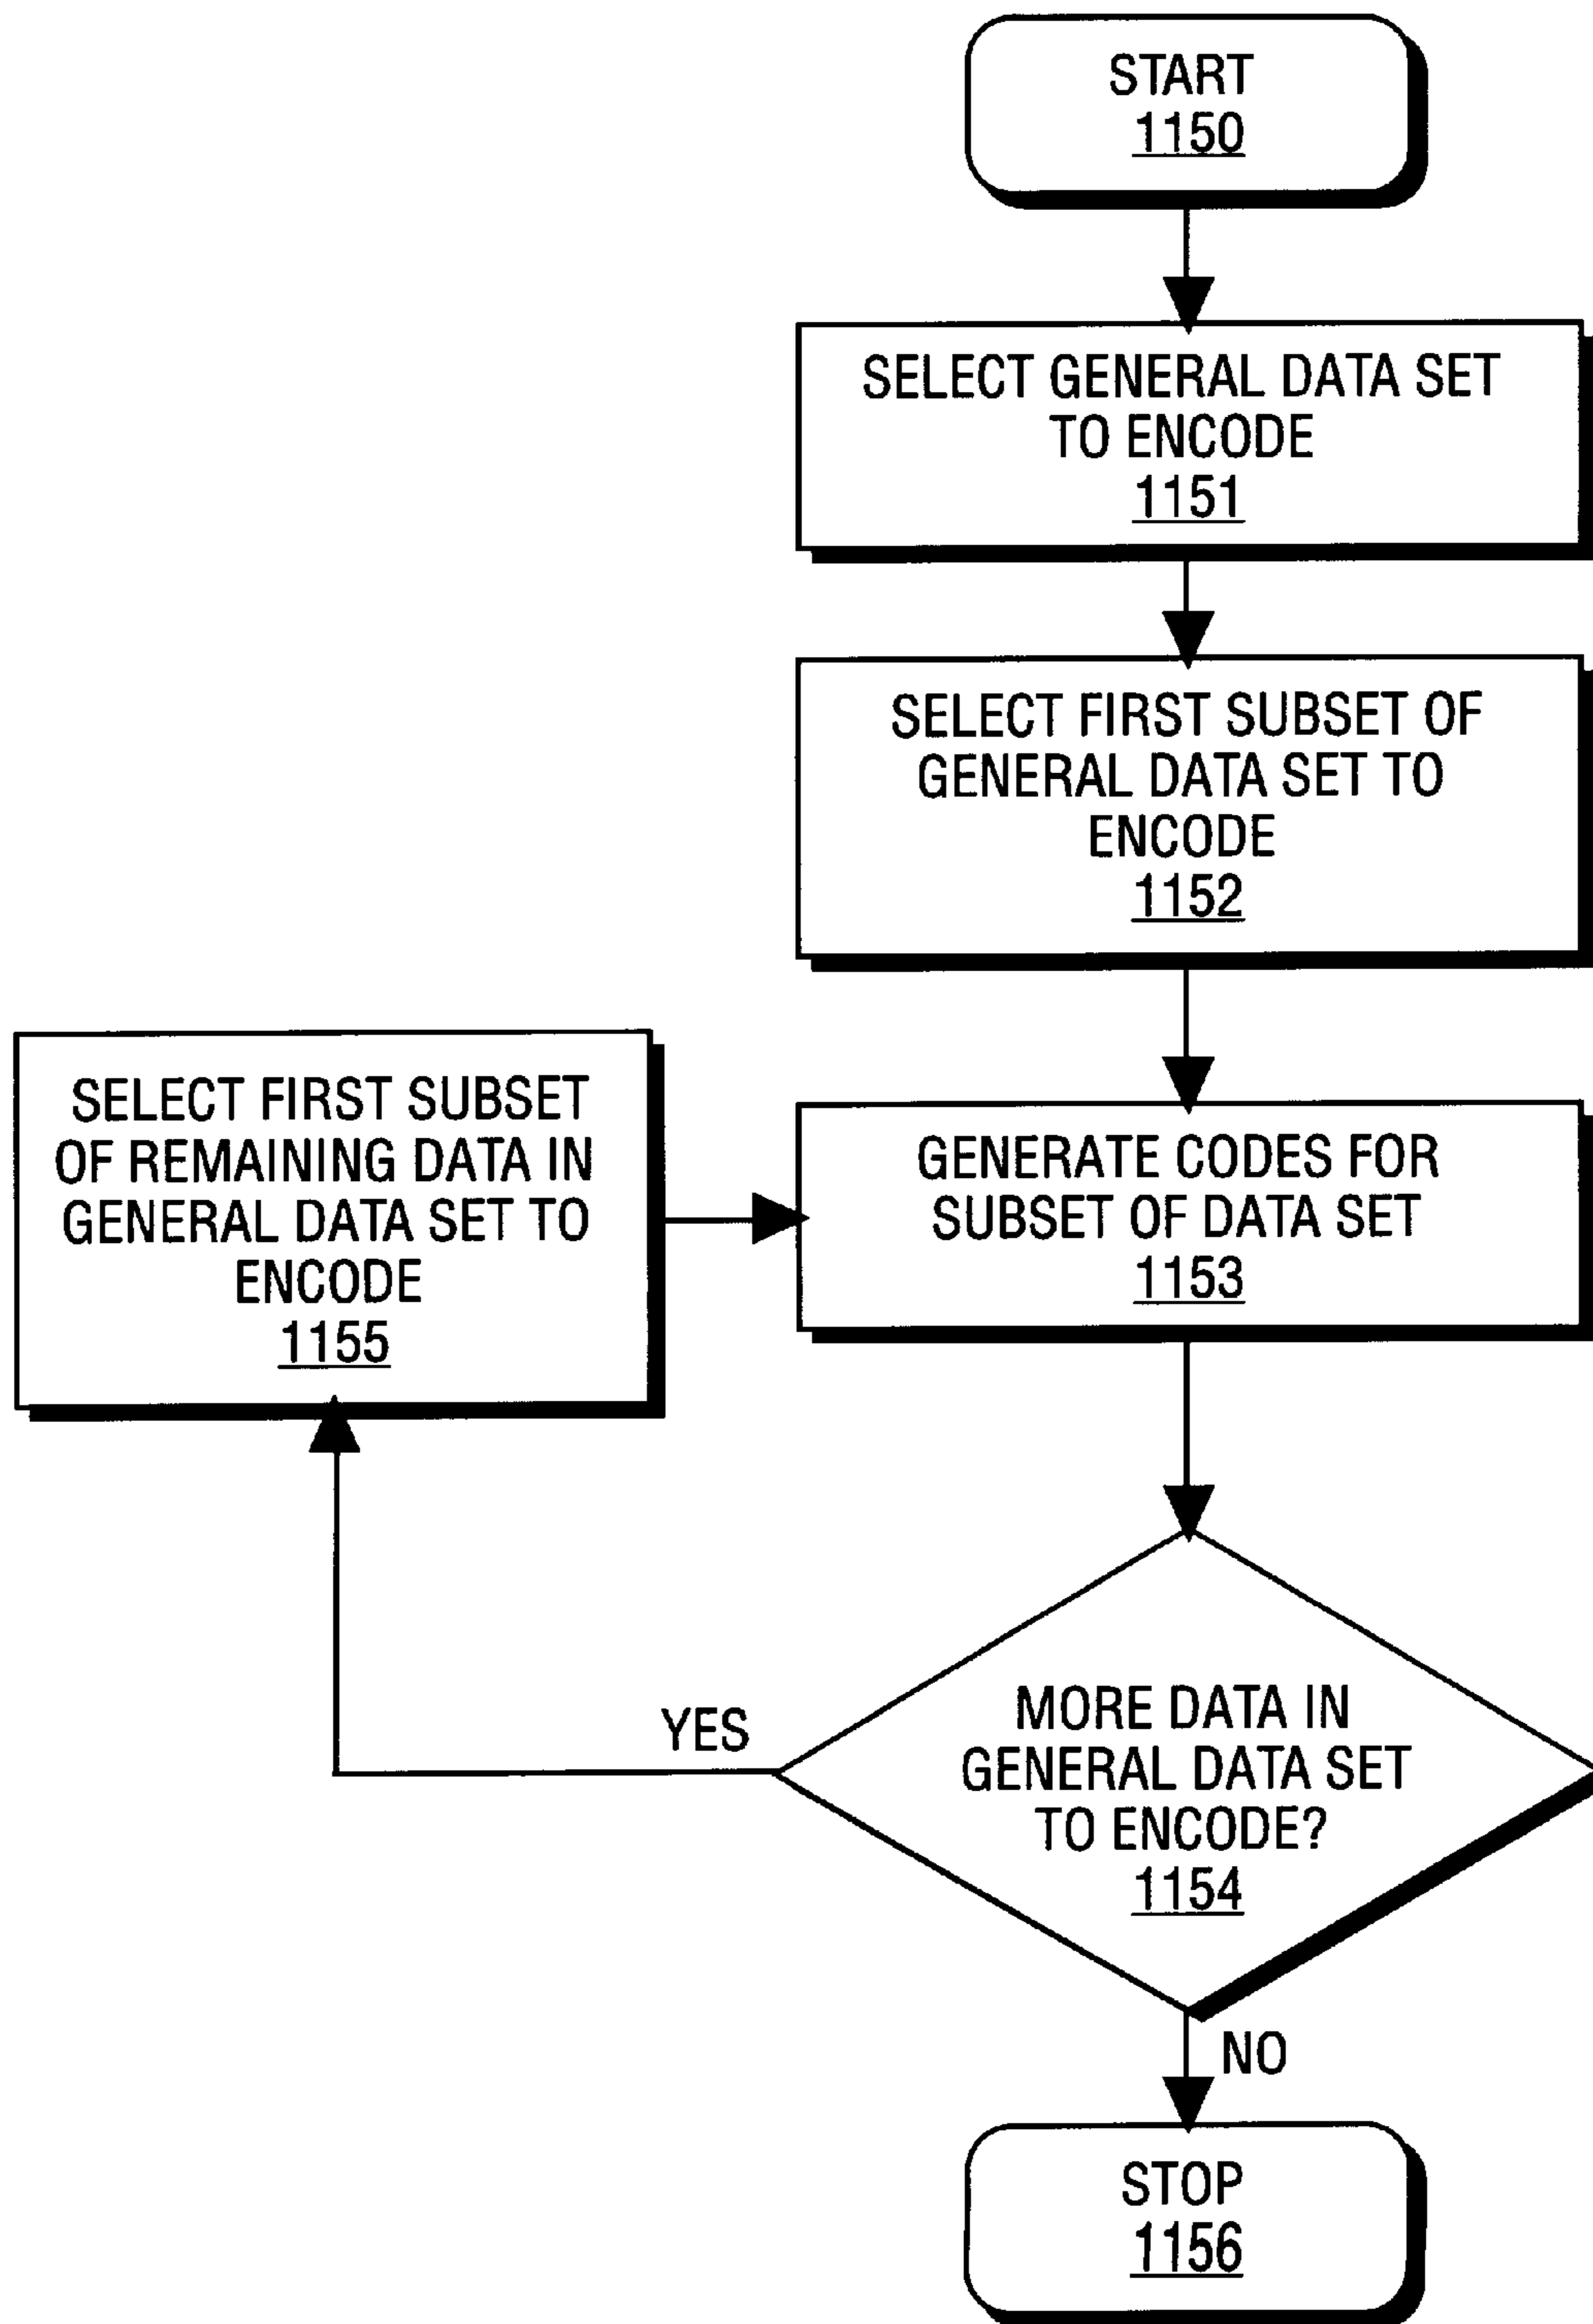 START
1150
SELECT GENERAL DATA SET
TO ENCODE
1151
SELECT FIRST SUBSET OF
GENERAL DATA SET TO
ENCODE
1152
SELECT FIRST SUBSET
OF REMAINING DATA IN
GENERAL DATA SET TO
ENCODE
1155
GENERATE CODES FOR
SUBSET OF DATA SET
1153
YES
MORE DATA IN
GENERAL DATA SET
TO ENCODE?
1154
NO
STOP
1156